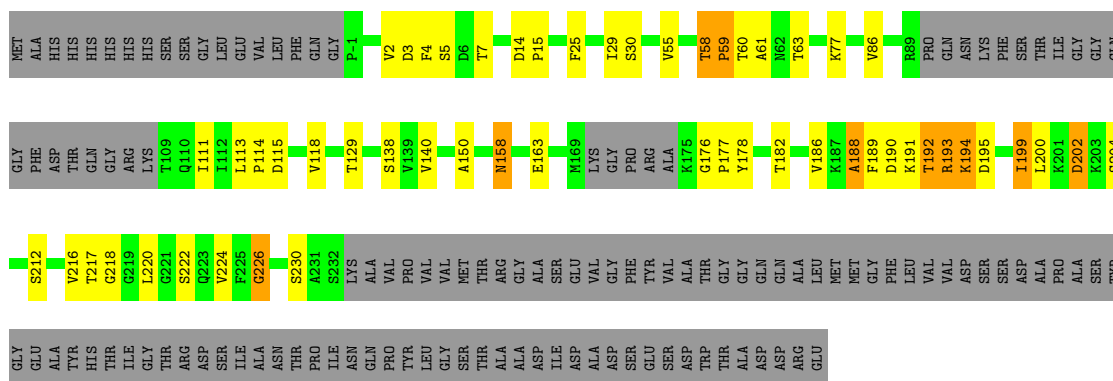 MET ALA HIS HIS HIS HIS HIS HIS SER SER GLY LEU GLU VAL LEU PHE GLN GLY P-1 V2 D3 F4 S5 D6 T7 D14 P15 F25 I29 S30 V55 T58 P59 T60 A61 N62 T63 K77 V86 R89 PRO GLN ASN LYS PHE SER THR ILE GLY GLY
GLY PHE ASP THR GLN GLY ARG LYS T109 Q110 I111 I112 L113 P114 D115 V118 T129 S138 V139 V140 A150 N158 E163 M169 LYS GLY PRO ARG ALA K175 G176 P177 Y178 T182 V186 K187 A188 F189 D190 K191 T192 R193 K194 D195 I199 L200 K201 D202 K203
S212 V216 T217 G218 G219 L220 G221 S222 Q223 V224 F225 G226 S230 A231 S232 LYS ALA VAL PRO VAL VAL MET THR ARG GLY ALA SER GLU VAL GLY PHE TYR VAL ALA THR GLY GLY GLN GLN ALA LEU MET MET GLY PHE LEU VAL VAL ASP SER SER ASP ALA PRO ALA SER
GLY GLU ALA TYR HIS THR ILE GLY THR ARG ASP SER ILE ALA ASN THR PRO ILE ASN GLN PRO TYR LEU GLY SER THR ALA ALA ASP ILE ASP ALA ASP SER GLU SER ASP TRP THR ALA ASP ASP ARG GLU